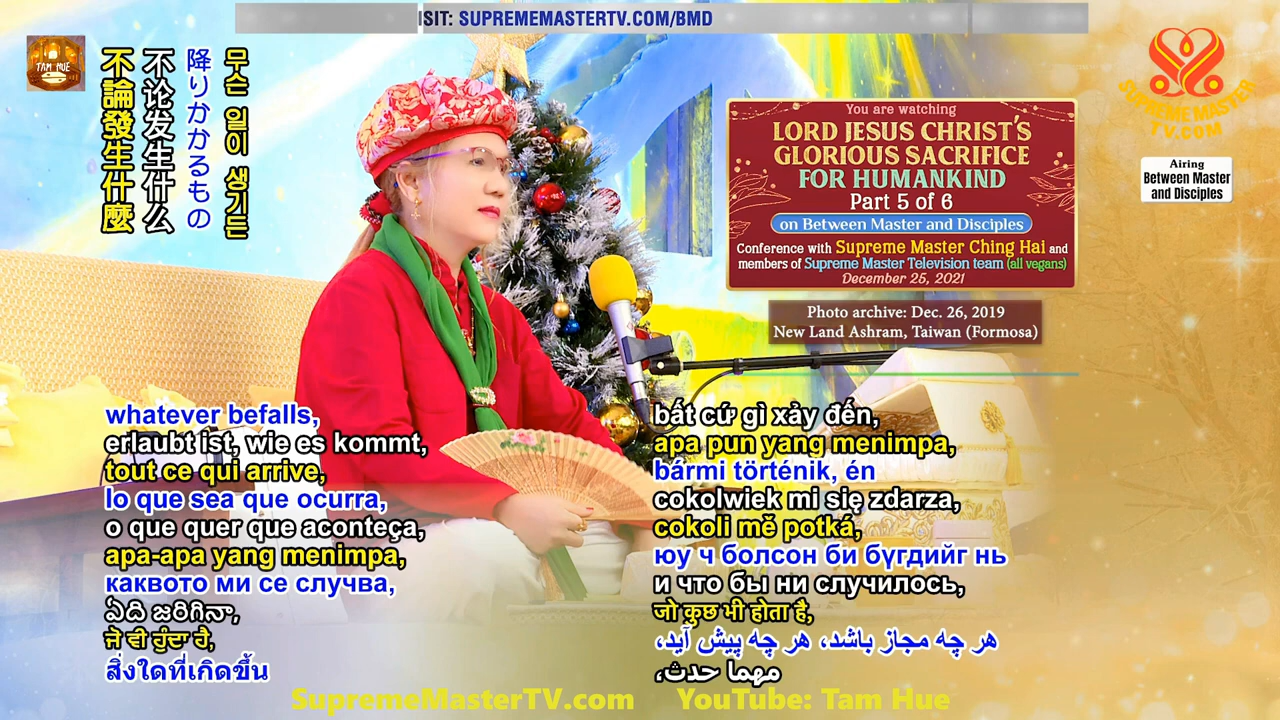 ISIT: SUPREMEMASTERTV.COM/BMD
TAM HUE
不論發生什麼
不论发生什么
降りかかるもの
무슨 일이 생기든
SUPREME MASTER
TV.COM
Airing
Between Master
and Disciples
You are watching
LORD JESUS CHRIST'S
GLORIOUS SACRIFICE
FOR HUMANKIND
Part 5 of 6
on Between Master and Disciples
Conference with Supreme Master Ching Hai and
members of Supreme Master Television team (all vegans)
December 25, 2021
Photo archive: Dec. 26, 2019
New Land Ashram, Taiwan (Formosa)
whatever befalls,
erlaubt ist, wie es kommt,
tout ce qui arrive,
lo que sea que ocurra,
o que quer que aconteça,
apa-apa yang menimpa,
каквото ми се случва,
ఏది జరిగినా,
ਜੋ ਵੀ ਹੁੰਦਾ ਹੈ,
สิ่งใดที่เกิดขึ้น
bất cứ gì xảy đến,
apa pun yang menimpa,
bármi történik, én
cokolwiek mi się zdarza,
cokoli mě potká,
юу ч болсон би бүгдийг нь
и что бы ни случилось,
जो कुछ भी होता है,
هر چه مجاز باشد، هر چه پیش آید،
مهما حدث،
SupremeMasterTV.com
YouTube: Tam Hue